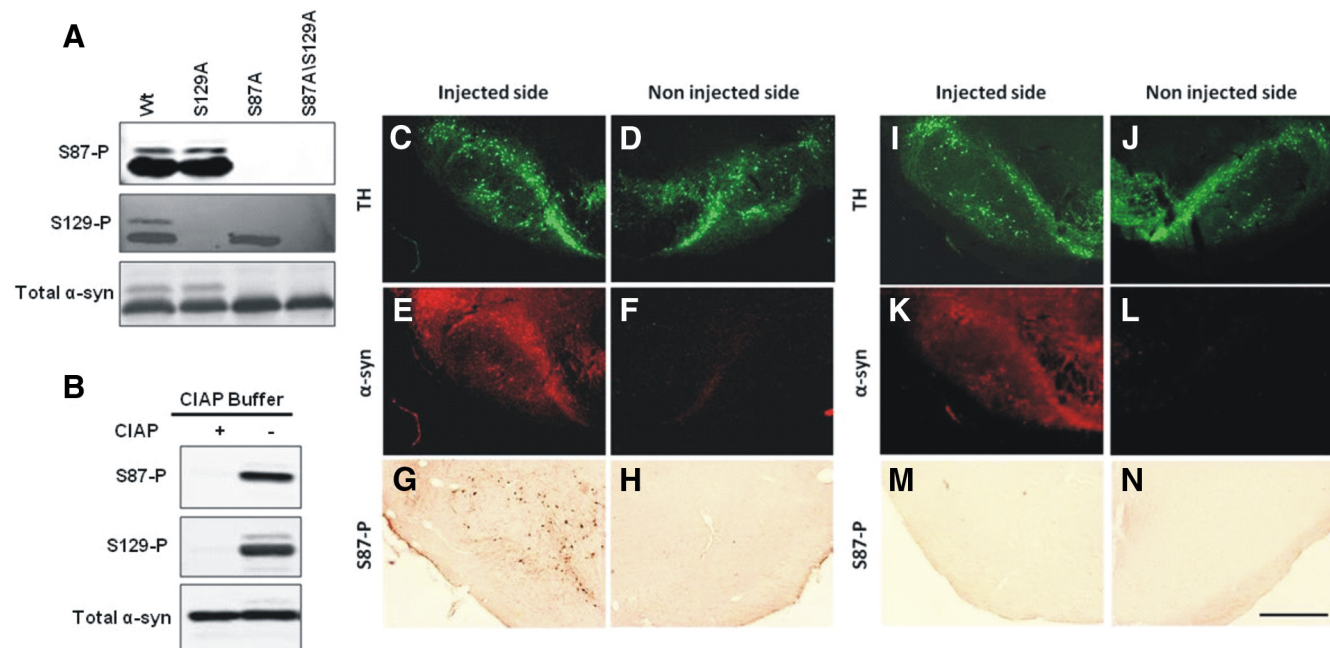 A
Wt
S129A
S87A
S87A\S129A
S87-P
S129-P
Total α-syn
B
CIAP Buffer
CIAP + -
S87-P
S129-P
Total α-syn
Injected side Non injected side
C D
TH
E F
α-syn
G H
S87-P
Injected side Non injected side
I J
TH
K L
α-syn
M N
S87-P